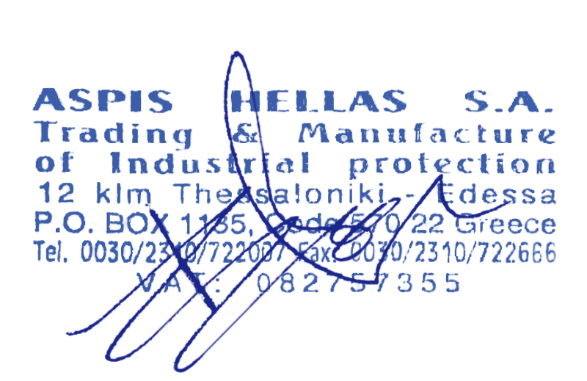 ASPIS HELLAS S.A.
Trading & Manufacture
of Industrial protection
12 klm Thessaloniki - Edessa
P.O. BOX 1185, Code 570 22 Greece
Tel. 0030/2310/722007 Fax: 0030/2310/722666
VAT: 082757355